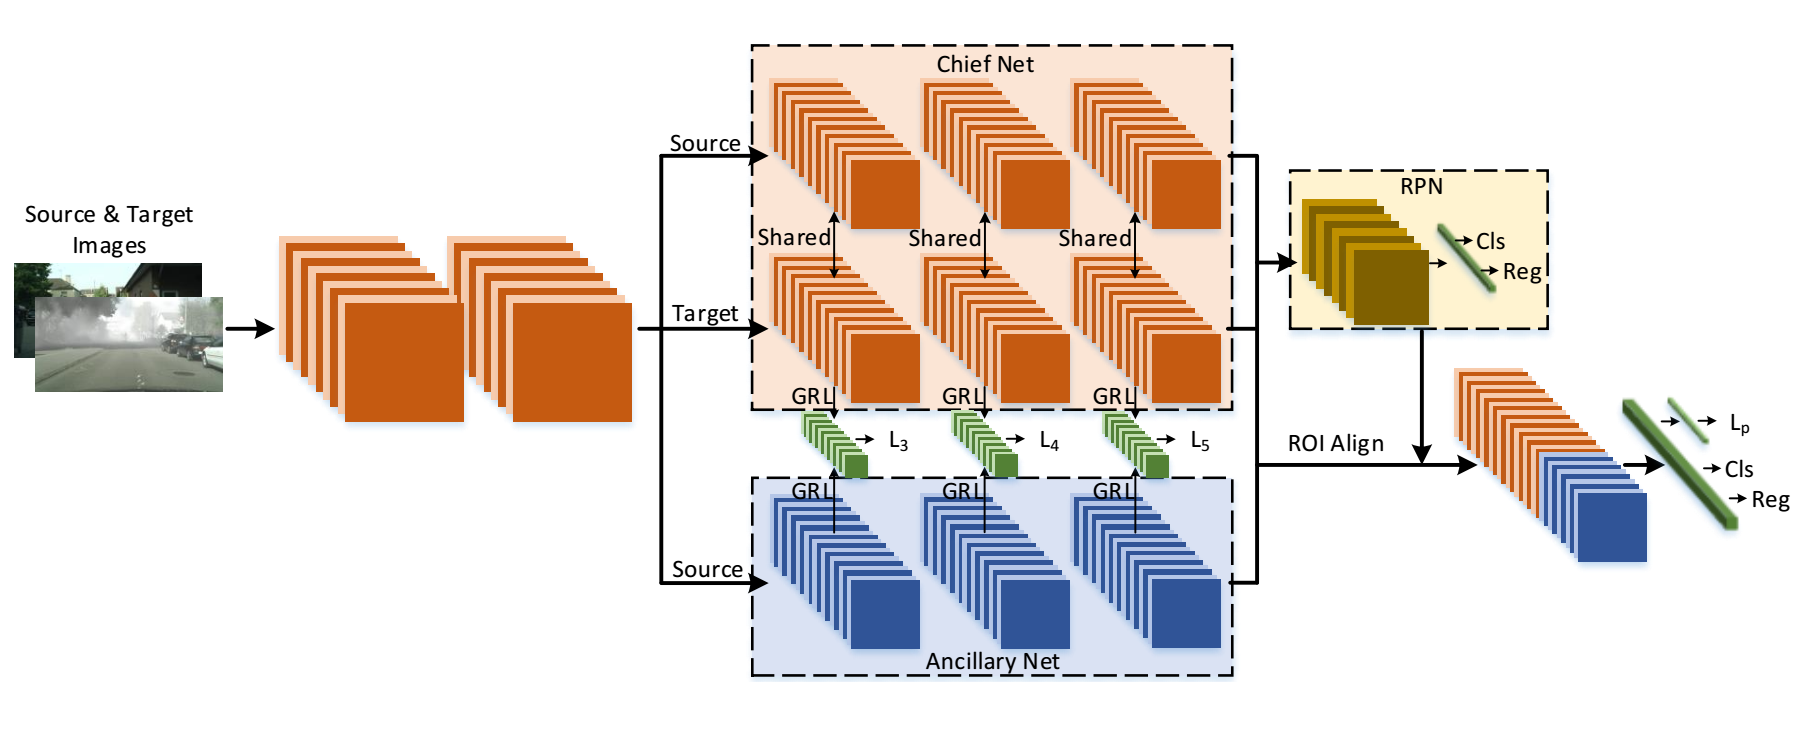 Source & Target
Images
Chief Net
Source
Target
Source
Shared
Shared
Shared
GRL
GRL
GRL
L3
L4
L5
GRL
GRL
GRL
Ancillary Net
RPN
Cls
Reg
ROI Align
Lp
Cls
Reg